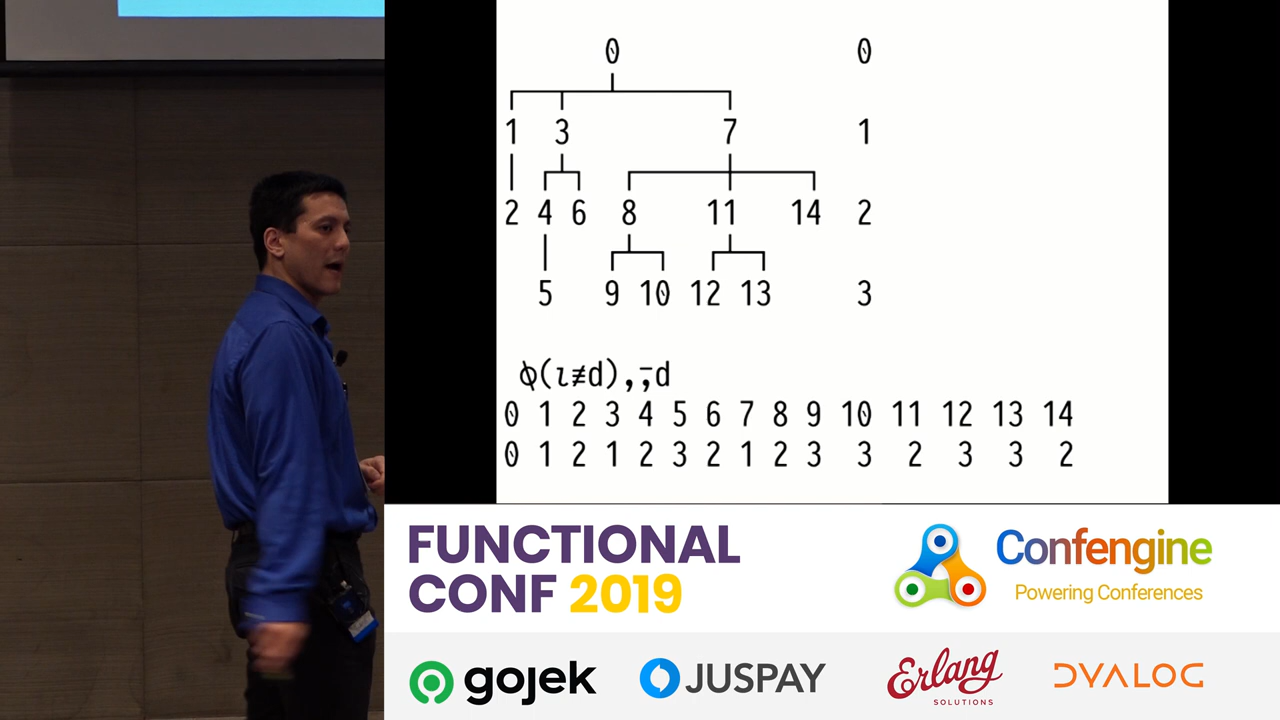 0 0
1 3 7 1
2 4 6 8 11 14 2
5 9 10 12 13 3
⍉(⍳≢d),⍪d
0 1 2 3 4 5 6 7 8 9 10 11 12 13 14
0 1 2 1 2 3 2 1 2 3 3 2 3 3 2
FUNCTIONAL
CONF 2019
Confengine
Powering Conferences
gojek JUSPAY Erlang SOLUTIONS DYALOG